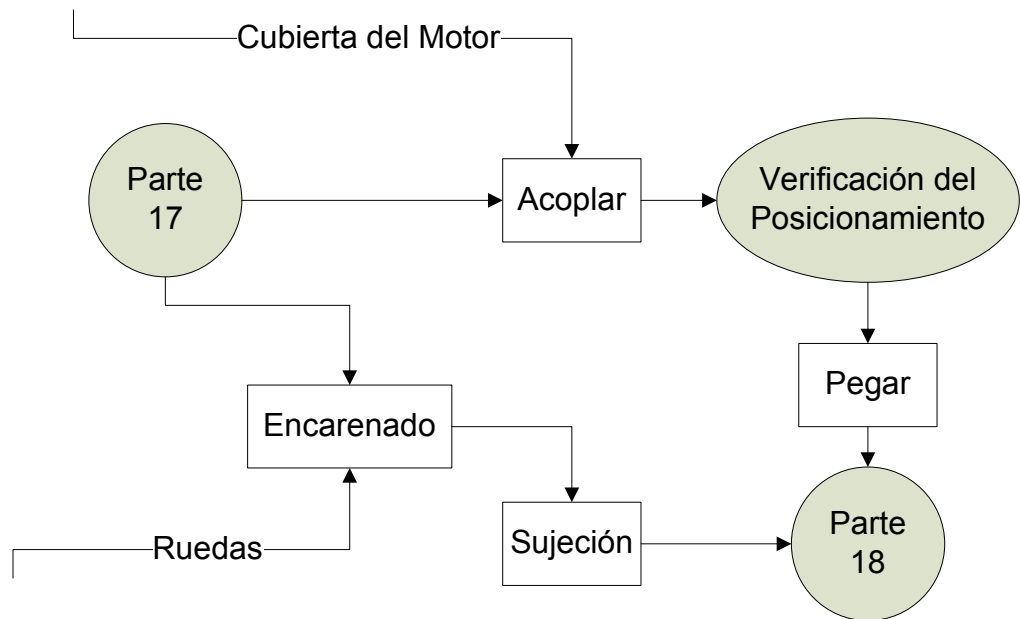 Cubierta del Motor
Parte
17
Acoplar
Verificación del
Posicionamiento
Pegar
Encarenado
Ruedas
Sujeción
Parte
18